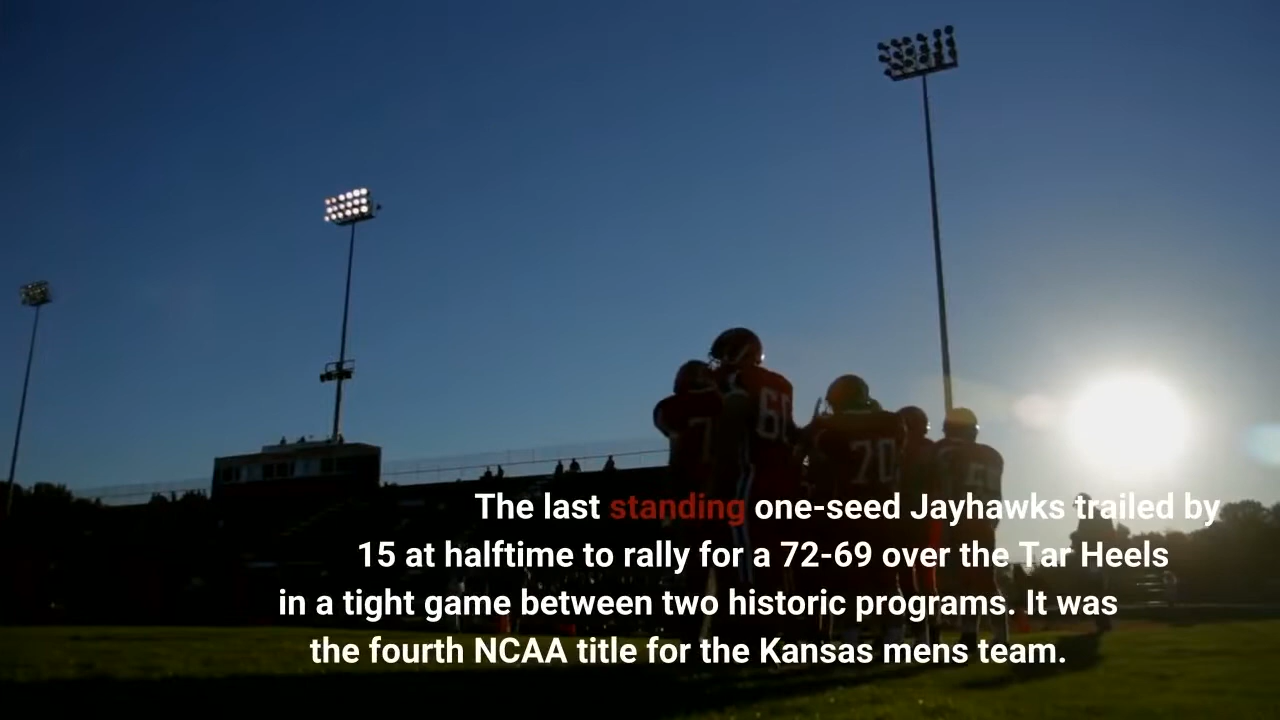 The last standing one-seed Jayhawks trailed by
15 at halftime to rally for a 72-69 over the Tar Heels
in a tight game between two historic programs. It was
the fourth NCAA title for the Kansas mens team.
60
70